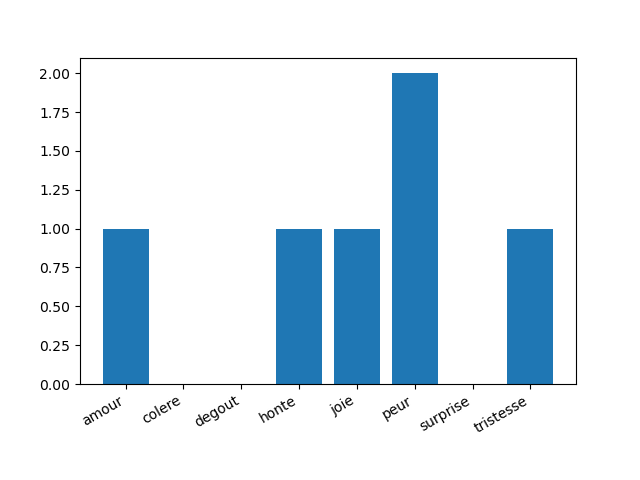 2.00
1.75
1.50
1.25
1.00
0.75
0.50
0.25
0.00
amour
colere
degout
honte
joie
peur
surprise
tristesse